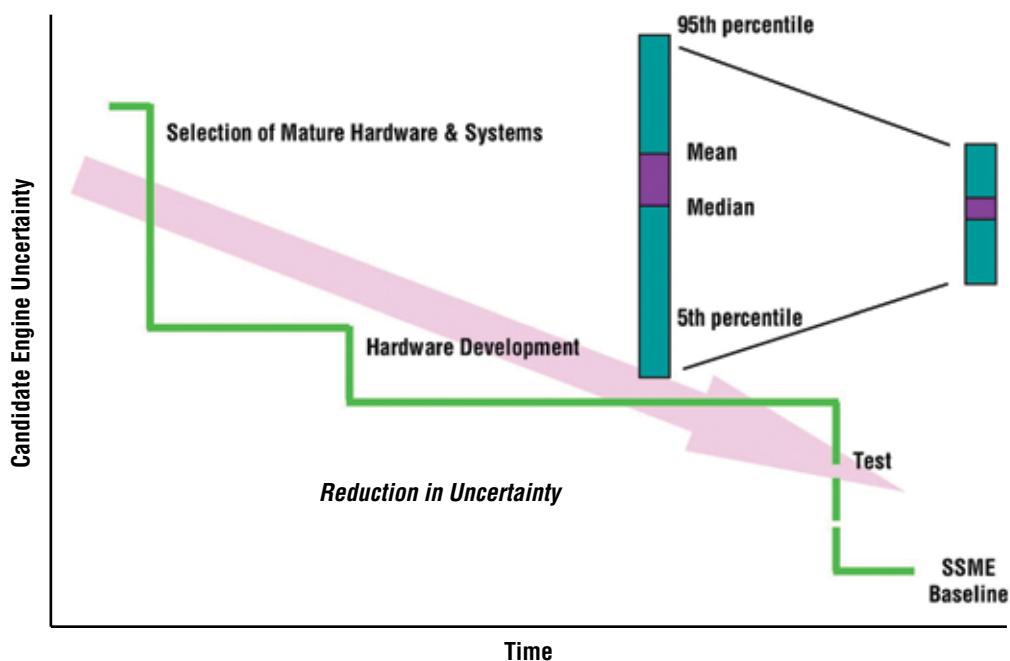 95th percentile
Selection of Mature Hardware & Systems
Mean
Median
5th percentile
Hardware Development
Test
Reduction in Uncertainty
SSME
Baseline
Candidate Engine Uncertainty
Time